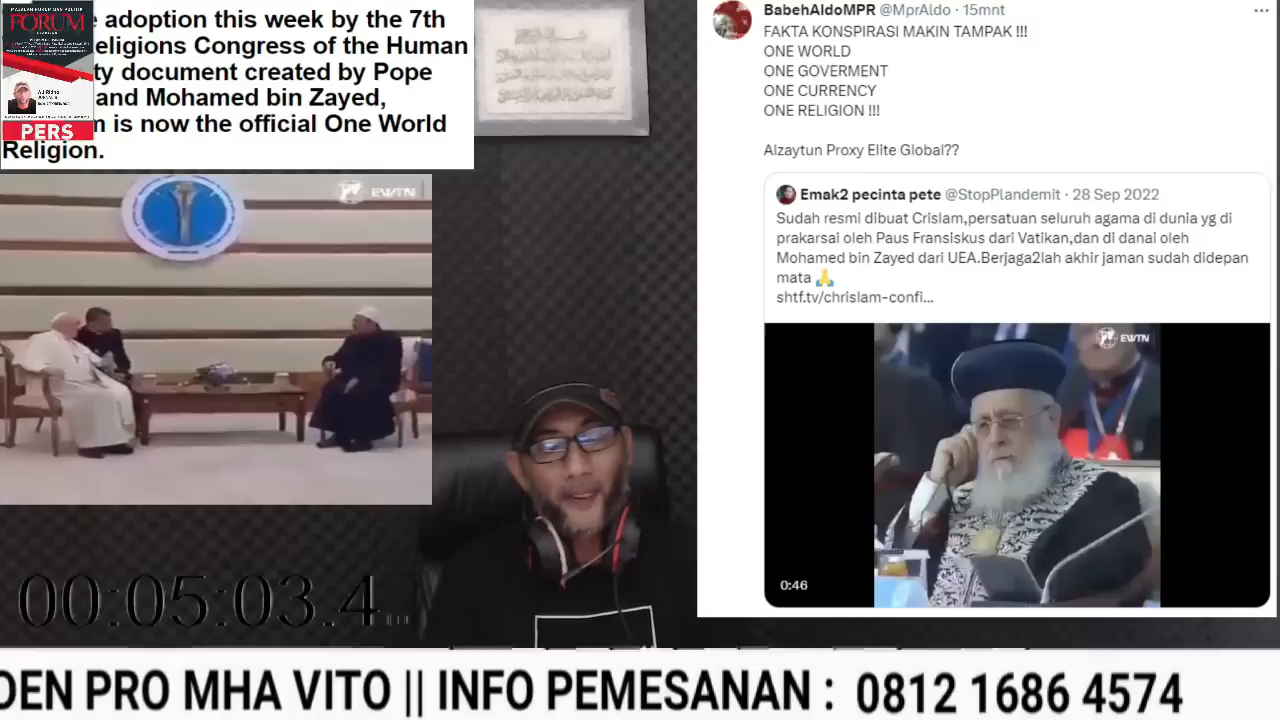 FORUM
PERS
e adoption this week by the 7th
eligions Congress of the Human
ty document created by Pope
and Mohamed bin Zayed,
m is now the official One World
Religion.
EWTN
BabehAldoMPR @MprAldo · 15mnt
FAKTA KONSPIRASI MAKIN TAMPAK !!!
ONE WORLD
ONE GOVERMENT
ONE CURRENCY
ONE RELIGION !!!
Alzaytun Proxy Elite Global??
Emak2 pecinta pete @StopPlandemit · 28 Sep 2022
Sudah resmi dibuat Crislam,persatuan seluruh agama di dunia yg di
prakarsai oleh Paus Fransiskus dari Vatikan,dan di danai oleh
Mohamed bin Zayed dari UEA.Berjaga2lah akhir jaman sudah didepan
mata 🙏
shtf.tv/chrislam-confi...
EWTN
0:46
00:05:03.4
DEN PRO MHA VITO || INFO PEMESANAN : 0812 1686 4574